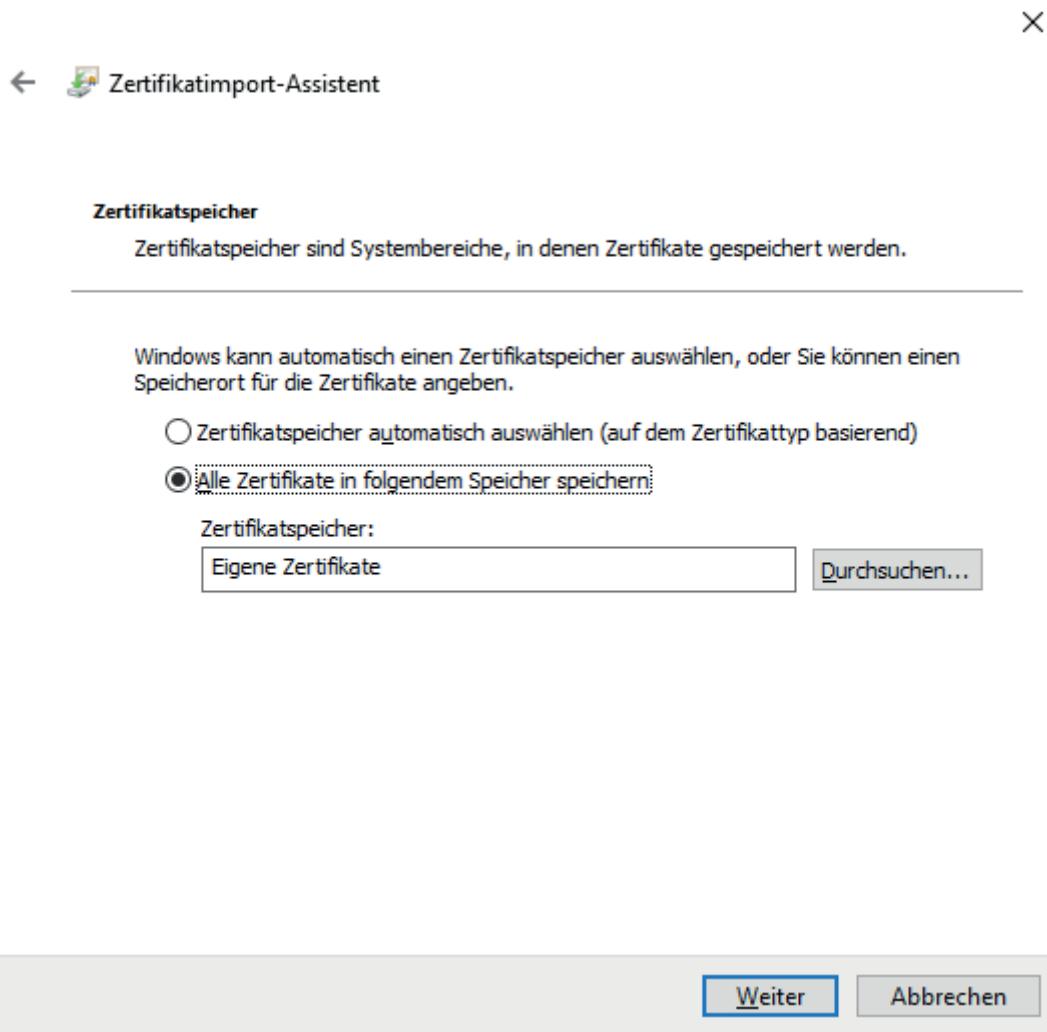 Zertifikatimport-Assistent
Zertifikatspeicher
Zertifikatspeicher sind Systembereiche, in denen Zertifikate gespeichert werden.
Windows kann automatisch einen Zertifikatspeicher auswählen, oder Sie können einen
Speicherort für die Zertifikate angeben.
Zertifikatspeicher automatisch auswählen (auf dem Zertifikattyp basierend)
Alle Zertifikate in folgendem Speicher speichern
Zertifikatspeicher:
Eigene Zertifikate
Durchsuchen...
Weiter
Abbrechen